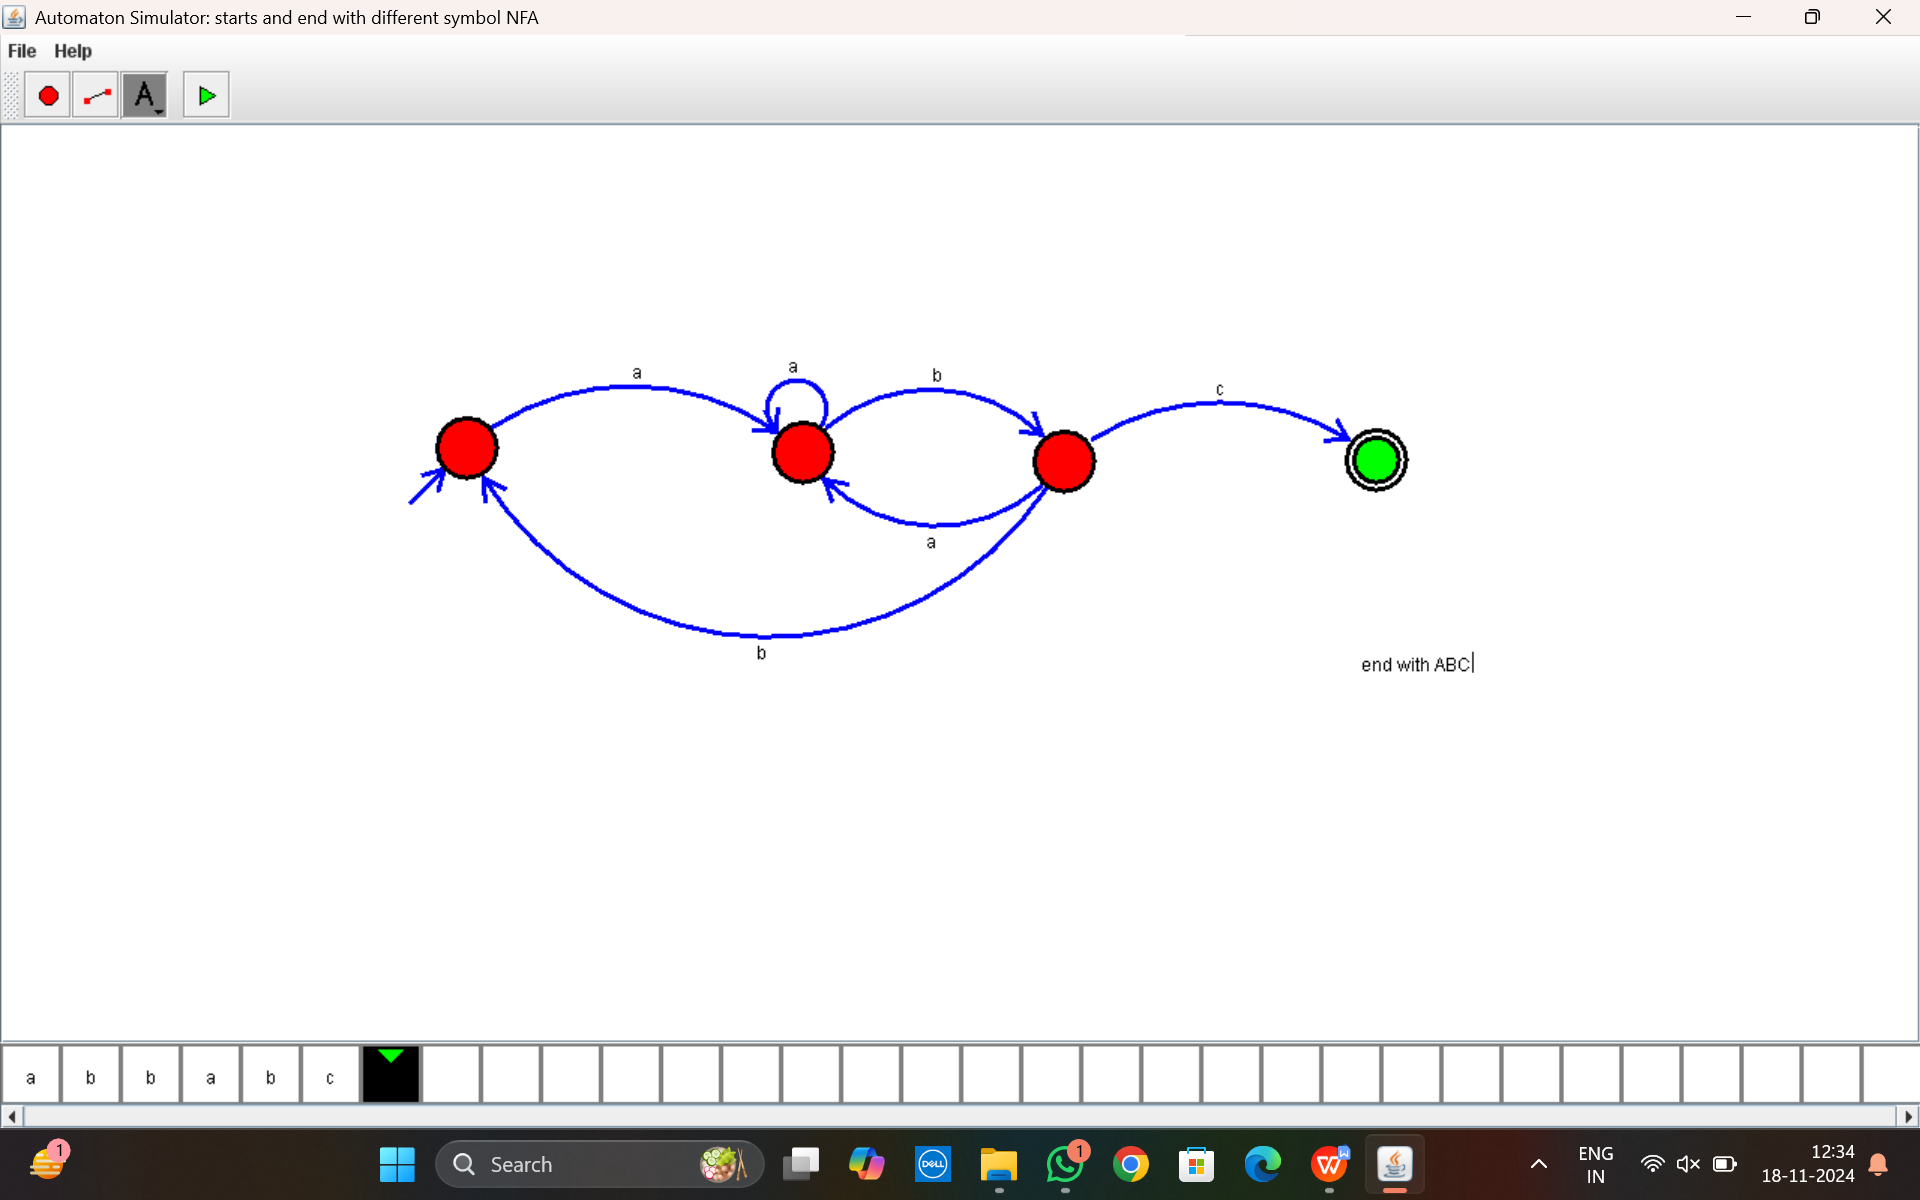 Automaton Simulator: starts and end with different symbol NFA
File Help
A
a
a
b
c
a
b
end with ABC
a b b a b c
1
Search
DELL
1
W
W
ENG
IN
12:34
18-11-2024